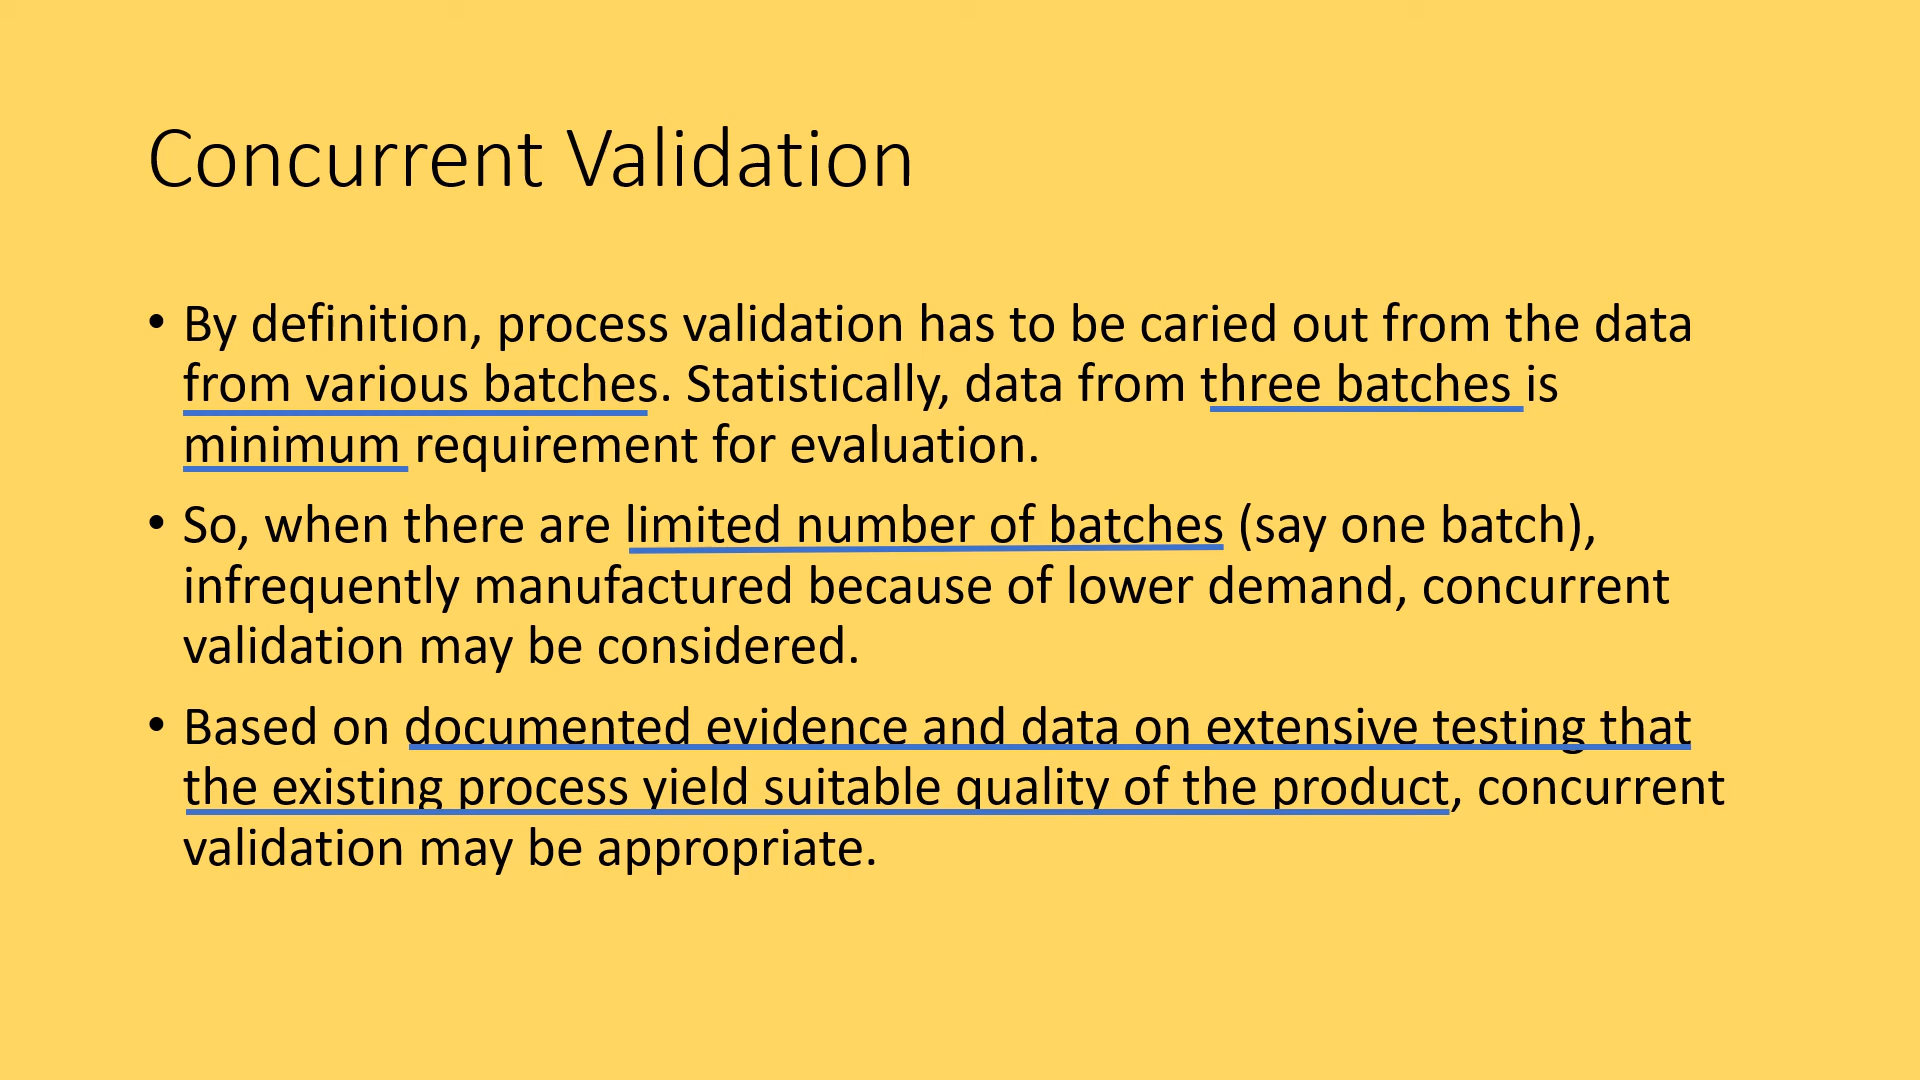 Concurrent Validation
• By definition, process validation has to be caried out from the data
from various batches. Statistically, data from three batches is
minimum requirement for evaluation.
• So, when there are limited number of batches (say one batch),
infrequently manufactured because of lower demand, concurrent
validation may be considered.
• Based on documented evidence and data on extensive testing that
the existing process yield suitable quality of the product, concurrent
validation may be appropriate.